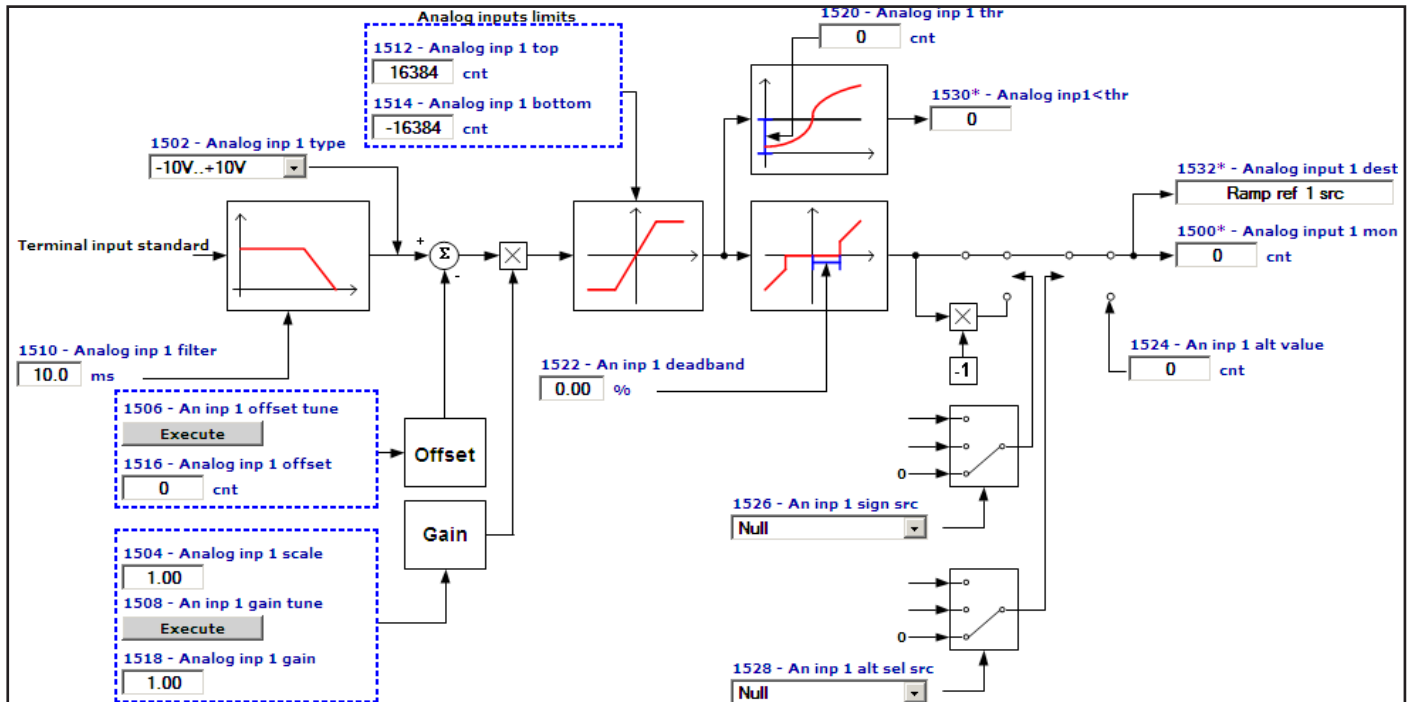 Analog inputs limits
1512 - Analog inp 1 top
16384 cnt
1514 - Analog inp 1 bottom
-16384 cnt
1520 - Analog inp 1 thr
0 cnt
1530* - Analog inp1<thr
0
1502 - Analog inp 1 type
-10V..+10V
1532* - Analog input 1 dest
Ramp ref 1 src
1500* - Analog input 1 mon
0 cnt
Terminal input standard
+
Σ
-
×
1510 - Analog inp 1 filter
10.0 ms
1522 - An inp 1 deadband
0.00 %
×
-1
1524 - An inp 1 alt value
0 cnt
1506 - An inp 1 offset tune
Execute
1516 - Analog inp 1 offset
0 cnt
Offset
Gain
1504 - Analog inp 1 scale
1.00
1508 - An inp 1 gain tune
Execute
1518 - Analog inp 1 gain
1.00
0
1526 - An inp 1 sign src
Null
0
1528 - An inp 1 alt sel src
Null